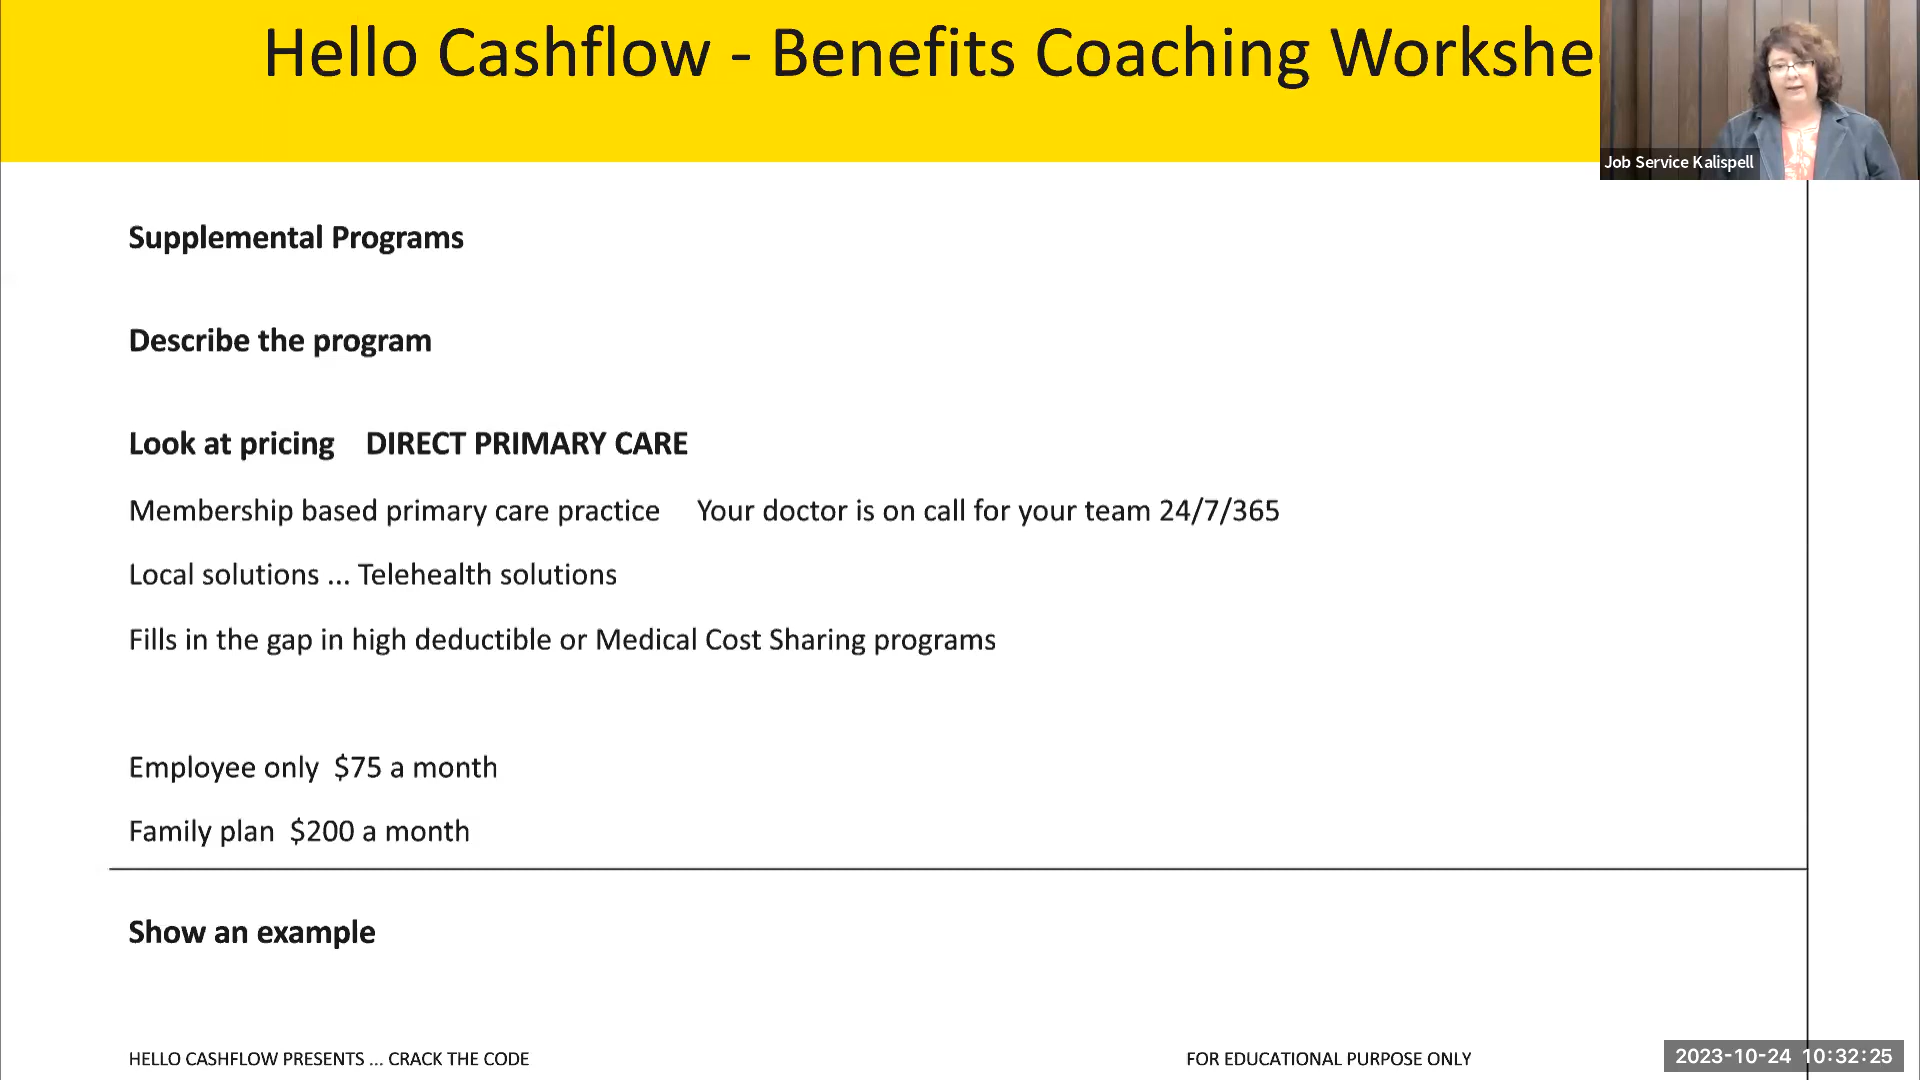 Hello Cashflow - Benefits Coaching Workshe
Job Service Kalispell
Supplemental Programs
Describe the program
Look at pricing DIRECT PRIMARY CARE
Membership based primary care practice Your doctor is on call for your team 24/7/365
Local solutions ... Telehealth solutions
Fills in the gap in high deductible or Medical Cost Sharing programs
Employee only $75 a month
Family plan $200 a month
Show an example
HELLO CASHFLOW PRESENTS ... CRACK THE CODE
FOR EDUCATIONAL PURPOSE ONLY
2023-10-24 10:32:25